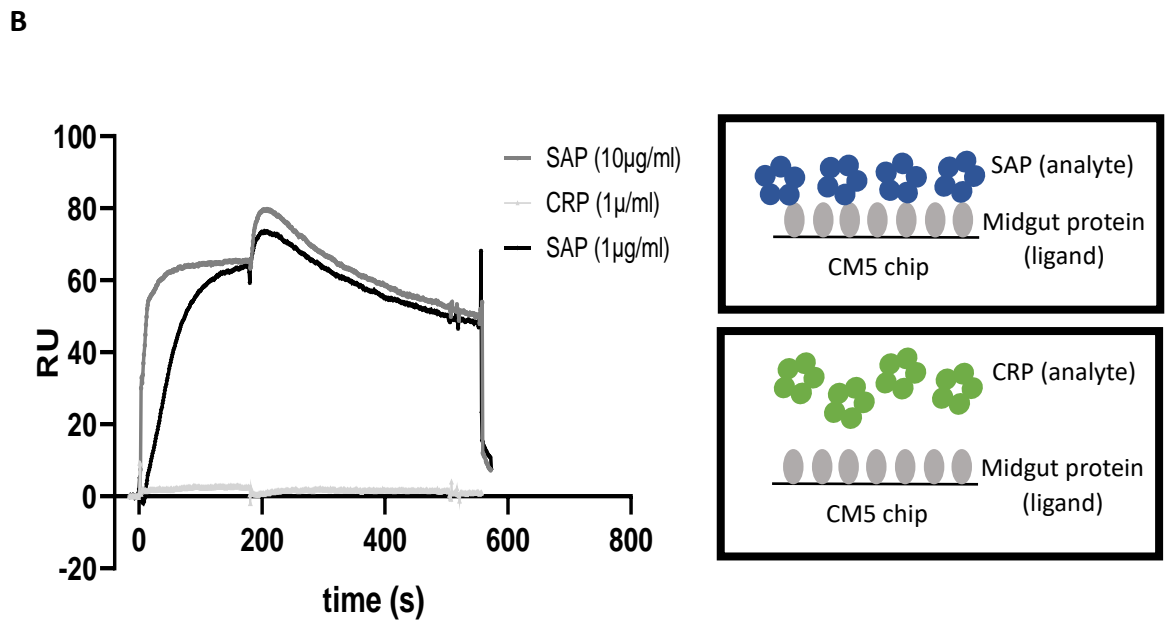 B
100
80
60
40
20
0
-20
RU
0
200
400
600
800
time (s)
SAP (10µg/ml)
CRP (1µ/ml)
SAP (1µg/ml)
SAP (analyte)
Midgut protein
(ligand)
CM5 chip
CRP (analyte)
Midgut protein
(ligand)
CM5 chip